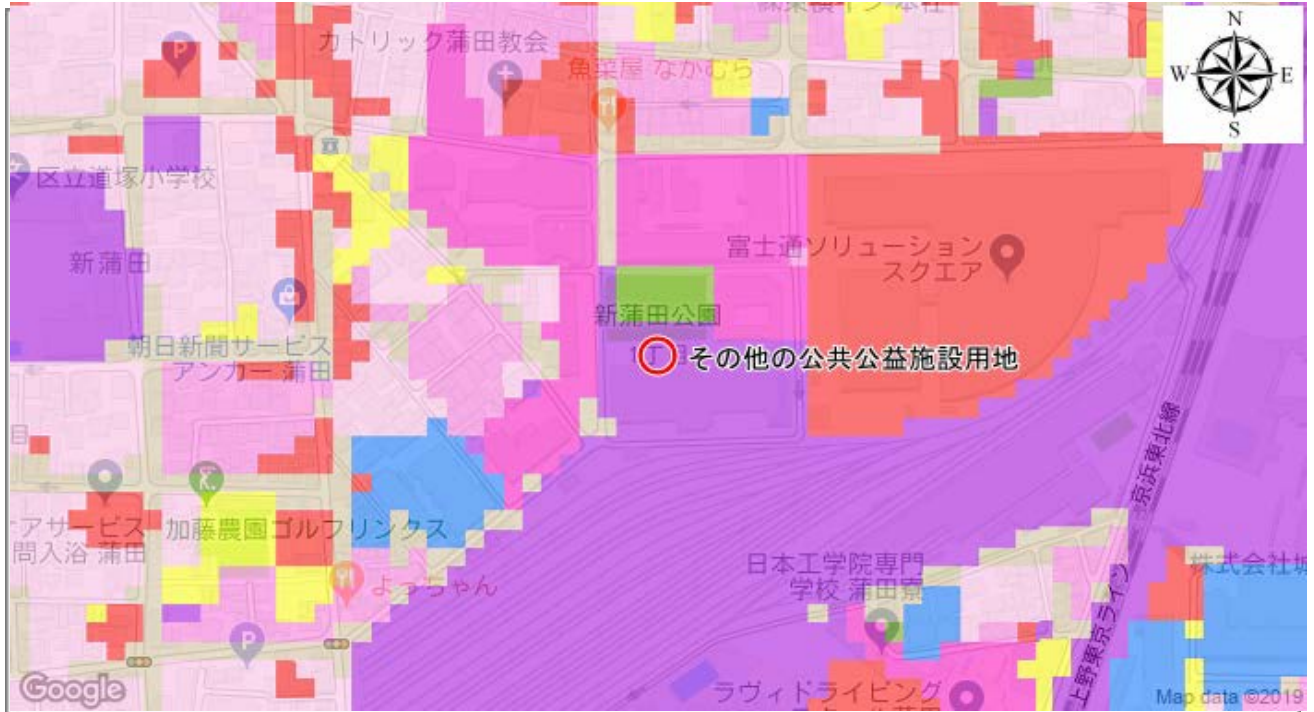 N
W E
S
カトリック蒲田教会
魚菜屋 なかむら
区立道塚小学校
新蒲田
富士通ソリューション
スクエア
新蒲田公園
その他の公共公益施設用地
朝日新聞サービス
アンカー 蒲田
京浜東北線
加藤農園ゴルフリンクス
アサービス
問入浴 蒲田
よっちゃん
日本工学院専門
学校 蒲田寮
株式会社城
上野東京ライン
ラヴィドライビング
Google
Map data ©2019